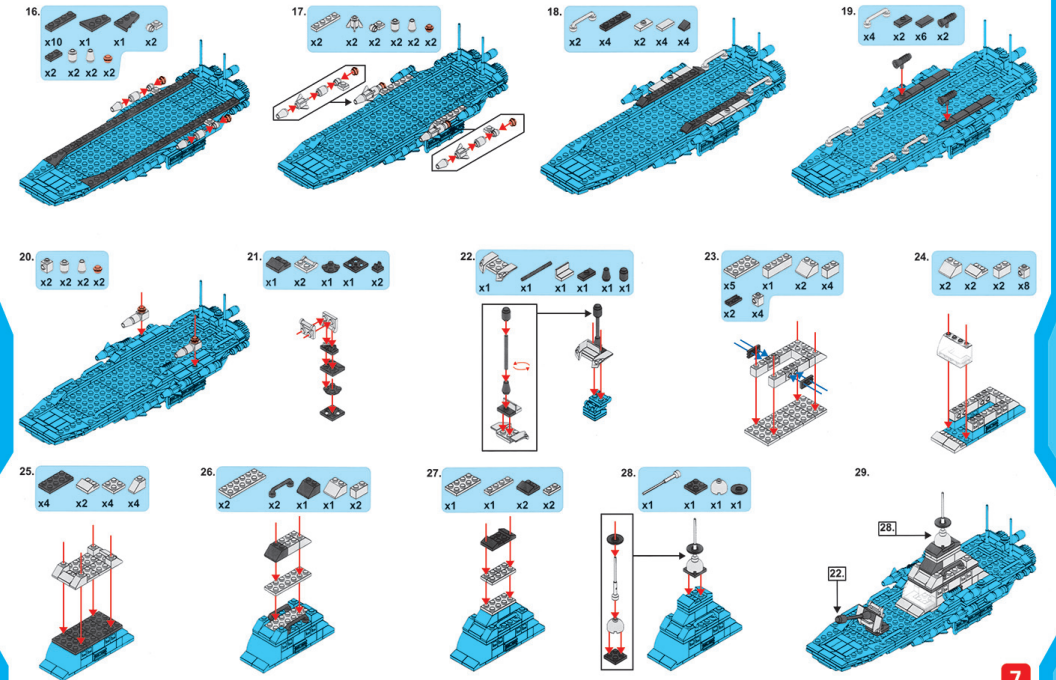 16.
x10 x1 x1 x2
x2 x2 x2 x2
17.
x2 x2 x2 x2 x2 x2
18.
x2 x4 x2 x4 x4
19.
x4 x2 x6 x2
20.
x2 x2 x2 x2
21.
x1 x2 x1 x1 x2
22.
x1 x1 x1 x1 x1 x1
23.
x5 x1 x2 x4
x2 x4
24.
x2 x2 x2 x8
25.
x4 x2 x4 x4
26.
x2 x2 x1 x1 x2
27.
x1 x1 x2 x2
28.
x1 x1 x1 x1
29.
28.
22.
7